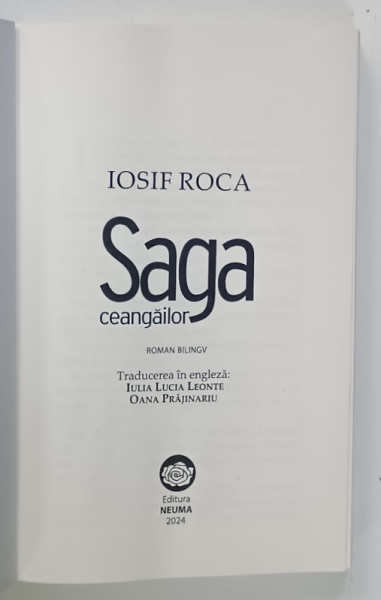 IOSIF ROCA
Saga
ceangăilor
ROMAN BILINGV
Traducerea în engleză:
IULIA LUCIA LEONTE
OANA PRĂJINARIU
Editura
NEUMA
2024